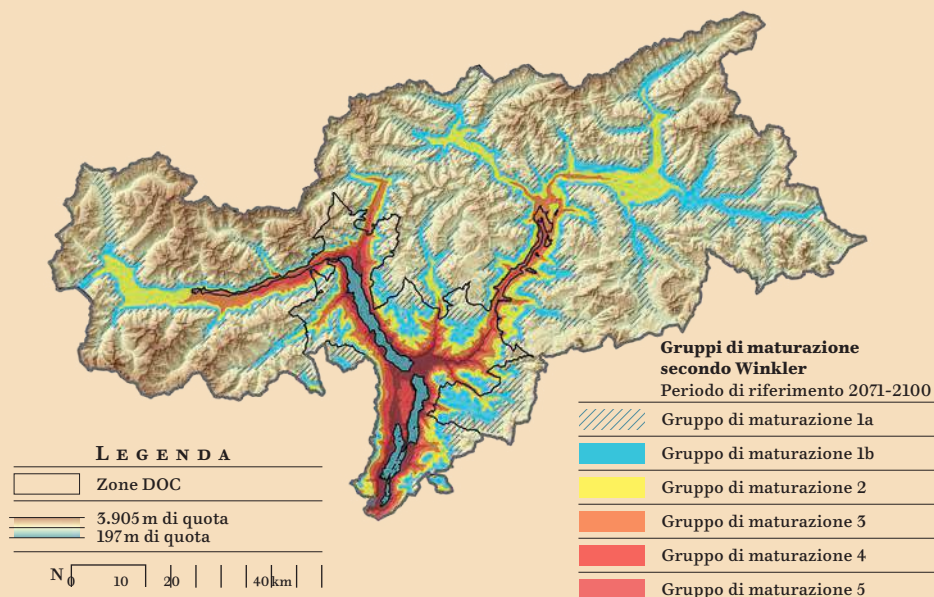 Gruppi di maturazione
secondo Winkler
Periodo di riferimento 2071-2100
Gruppo di maturazione 1a
Gruppo di maturazione 1b
Gruppo di maturazione 2
Gruppo di maturazione 3
Gruppo di maturazione 4
Gruppo di maturazione 5
LEGENDA
Zone DOC
3.905 m di quota
197 m di quota
N 0 10 20 40 km